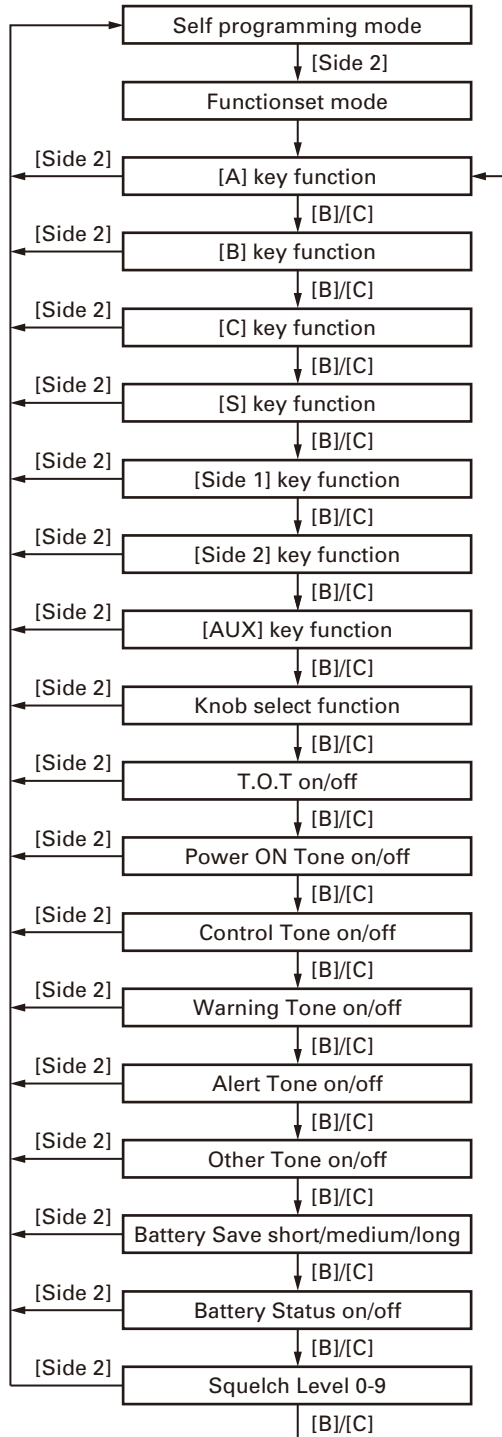 Self programming mode
[Side 2]
Functionset mode
[Side 2]
[A] key function
[B]/[C]
[Side 2]
[B] key function
[B]/[C]
[Side 2]
[C] key function
[B]/[C]
[Side 2]
[S] key function
[B]/[C]
[Side 2]
[Side 1] key function
[B]/[C]
[Side 2]
[Side 2] key function
[B]/[C]
[Side 2]
[AUX] key function
[B]/[C]
[Side 2]
Knob select function
[B]/[C]
[Side 2]
T.O.T on/off
[B]/[C]
[Side 2]
Power ON Tone on/off
[B]/[C]
[Side 2]
Control Tone on/off
[B]/[C]
[Side 2]
Warning Tone on/off
[B]/[C]
[Side 2]
Alert Tone on/off
[B]/[C]
[Side 2]
Other Tone on/off
[B]/[C]
[Side 2]
Battery Save short/medium/long
[B]/[C]
[Side 2]
Battery Status on/off
[B]/[C]
[Side 2]
Squelch Level 0-9
[B]/[C]